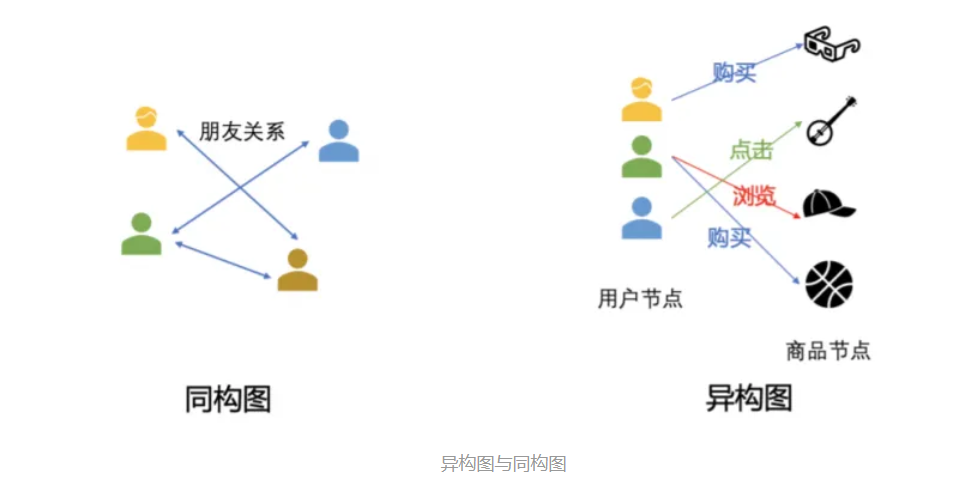 朋友关系
同构图
购买
点击
浏览
购买
用户节点
商品节点
异构图
异构图与同构图